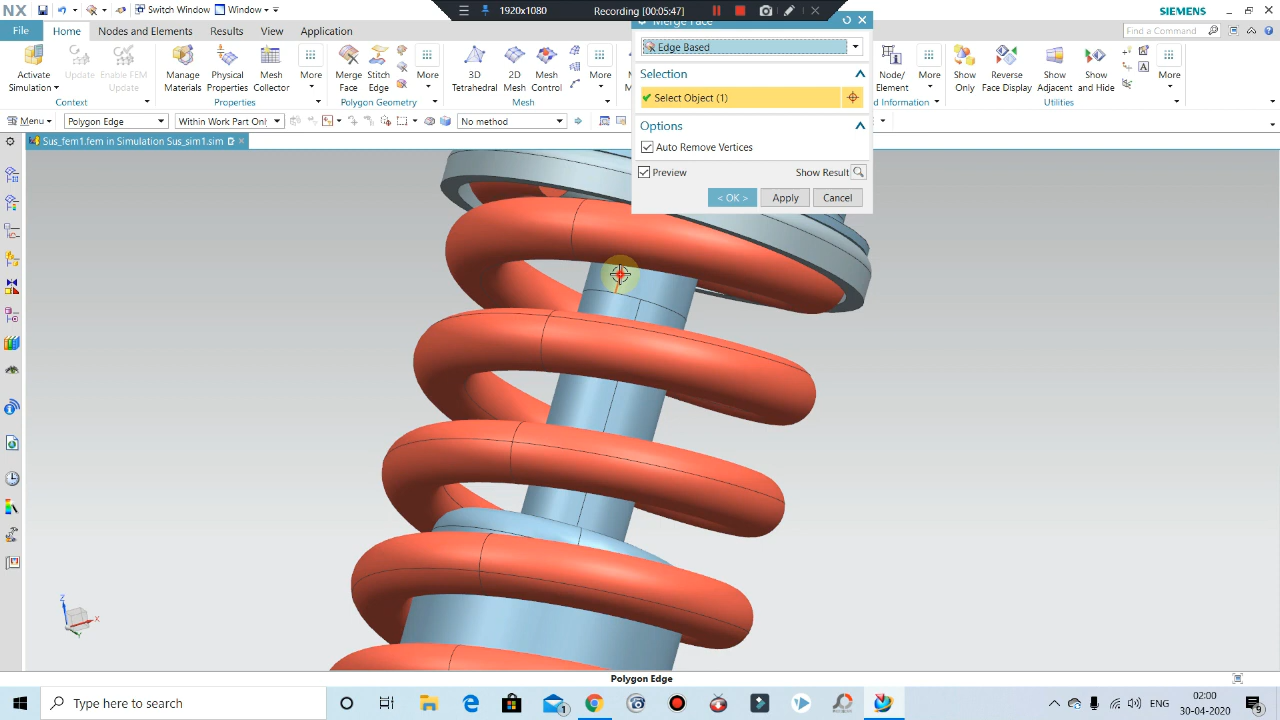 NX
Switch Window
Window
1920x1080
Recording [00:05:47]
SIEMENS
File
Home
Nodes and Elements
Results
Area
Application
Find a Command
Activate Simulation
Update
Enable FEM Update
Context
Manage Materials
Physical Properties
Mesh Collector
More
Properties
Merge Face
Stitch Edge
More
Polygon Geometry
3D Tetrahedral
2D Mesh
Mesh Control
More
Mesh
Node/ Element
More
d Information
Show Only
Reverse Face Display
Show Adjacent
Show and Hide
More
Utilities
Menu
Polygon Edge
Within Work Part Onl
No method
Sus_fem1.fem in Simulation Sus_sim1.sim
Merge Face
Edge Based
Selection
Select Object (1)
Options
Auto Remove Vertices
Preview
Show Result
< OK >
Apply
Cancel
Z
X
Y
Polygon Edge
Type here to search
1
ENG
02:00
30-04-2020